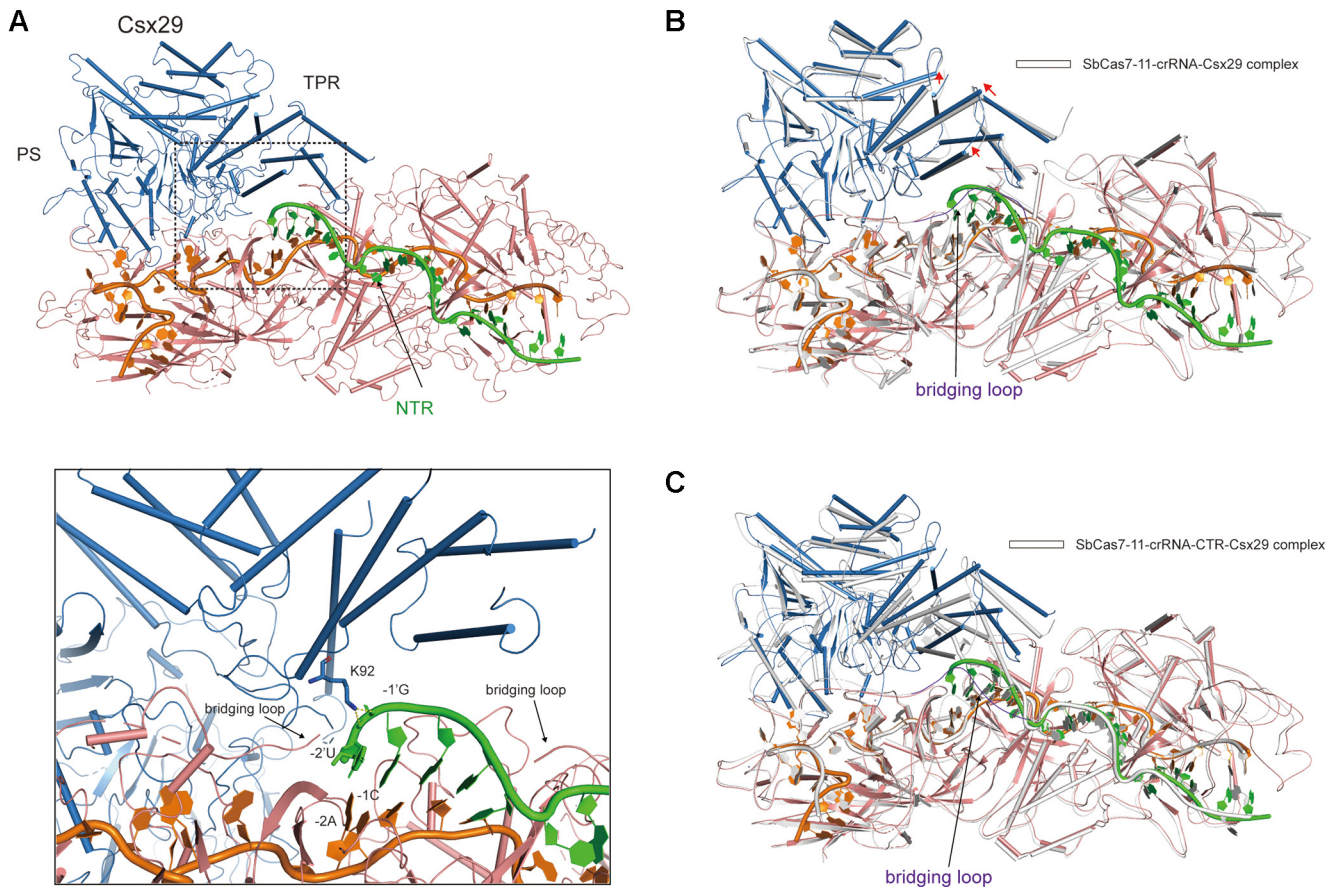 A
Csx29
TPR
PS
NTR
K92
-1'G
bridging loop
bridging loop
-2'U
-1C
-2A
B
SbCas7-11-crRNA-Csx29 complex
bridging loop
C
SbCas7-11-crRNA-CTR-Csx29 complex
bridging loop